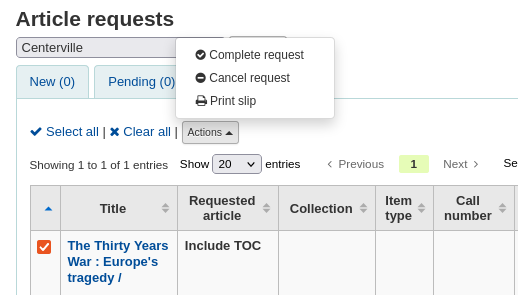 Article requests
Centerville
Complete request
Cancel request
Print slip
New (0)
Pending (0)
Select all | Clear all | Actions
Showing 1 to 1 of 1 entries Show 20 entries Previous 1 Next Se
Title Requested article Collection Item type Call number
The Thirty Years Include TOC
War : Europe's
tragedy /